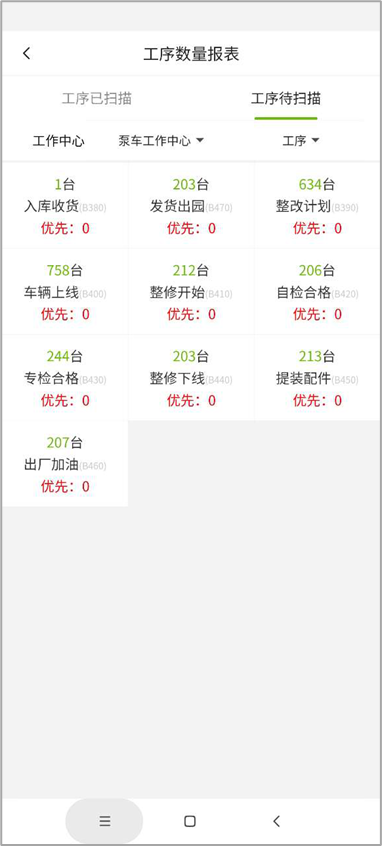 工序数量报表
工序已扫描 工序待扫描
工作中心 泵车工作中心 工序
1台 203台 634台
入库收货(B380) 发货出园(B470) 整改计划(B390)
优先：0 优先：0 优先：0
758台 212台 206台
车辆上线(B400) 整修开始(B410) 自检合格(B420)
优先：0 优先：0 优先：0
244台 203台 213台
专检合格(B430) 整修下线(B440) 提装配件(B450)
优先：0 优先：0 优先：0
207台
出厂加油(B460)
优先：0